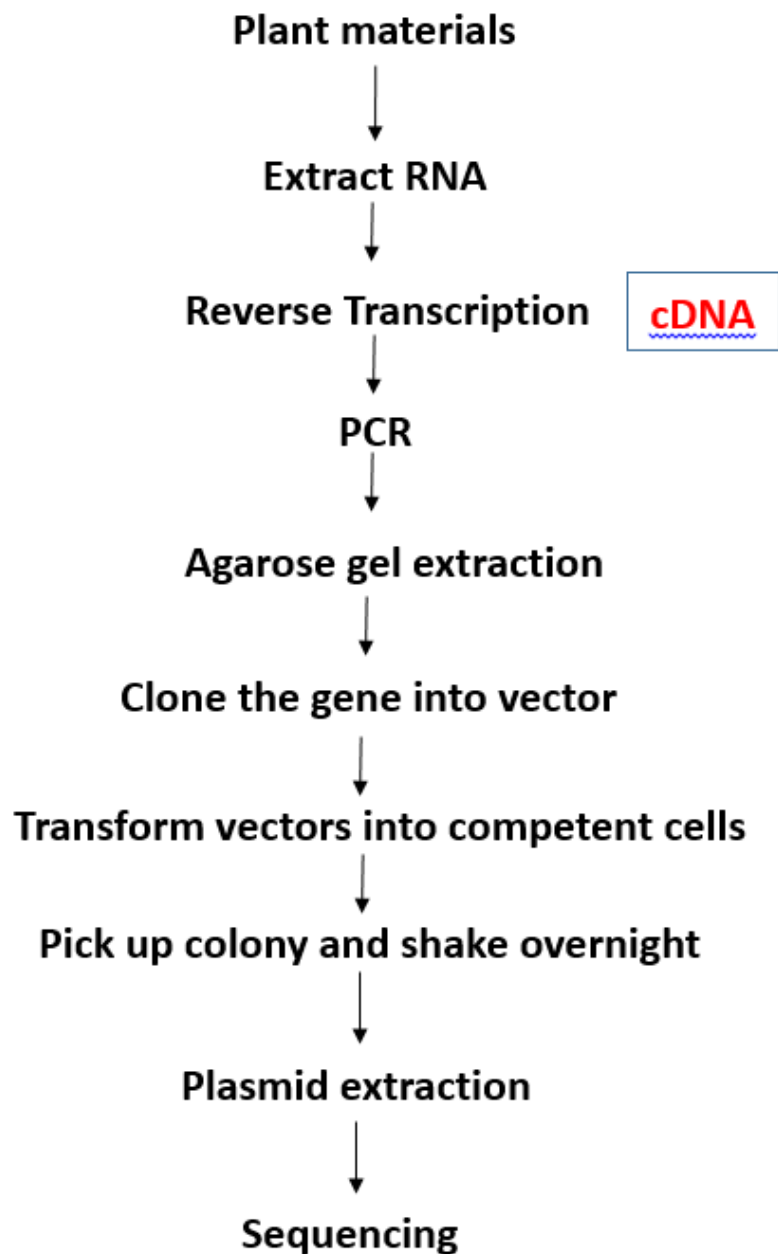 Plant materials
Extract RNA
Reverse Transcription
cDNA
PCR
Agarose gel extraction
Clone the gene into vector
Transform vectors into competent cells
Pick up colony and shake overnight
Plasmid extraction
Sequencing